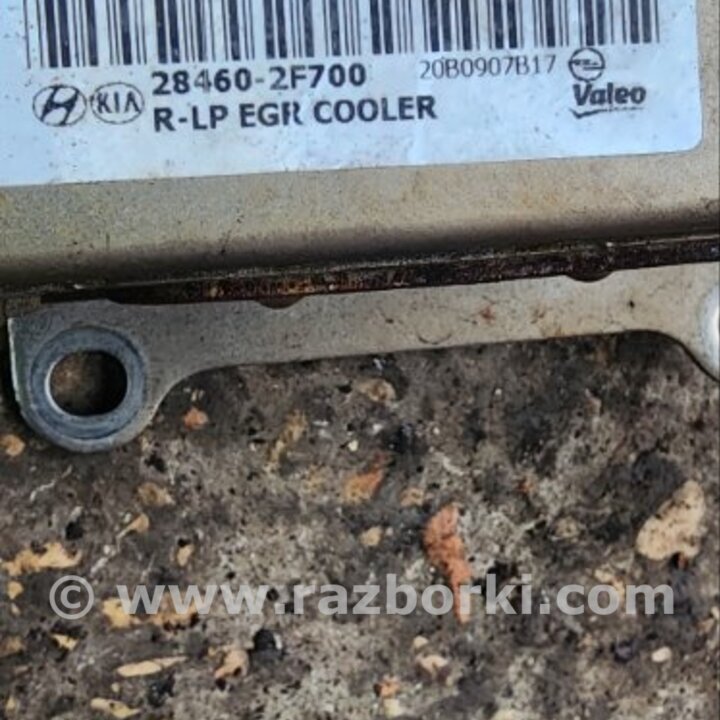 28460-2F700 20B0907B17
KIA
R-LP EGR COOLER Valeo
© www.razborki.com